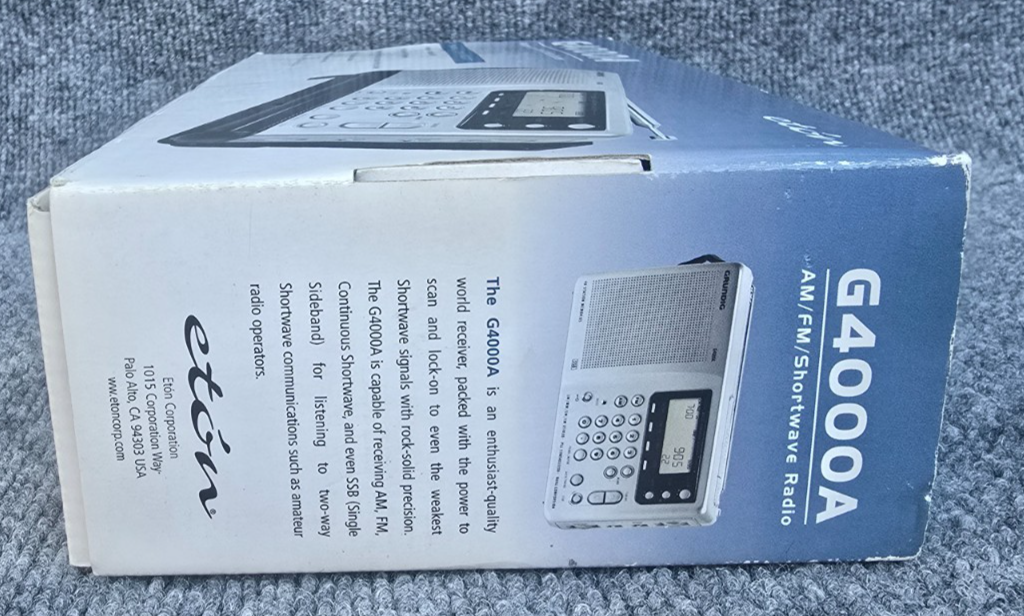 G4000A
AM/FM/Shortwave Radio
GRUNDIG
905
22
The G4000A is an enthusiast-quality
world receiver, packed with the power to
scan and lock-on to even the weakest
Shortwave signals with rock-solid precision.
The G4000A is capable of receiving AM, FM,
Continuous Shortwave, and even SSB (Single
Sideband) for listening to two-way
Shortwave communications such as amateur
radio operators.
etón
Etón Corporation
1015 Corporation Way
Palo Alto, CA 94303 USA
www.etoncorp.com
etón